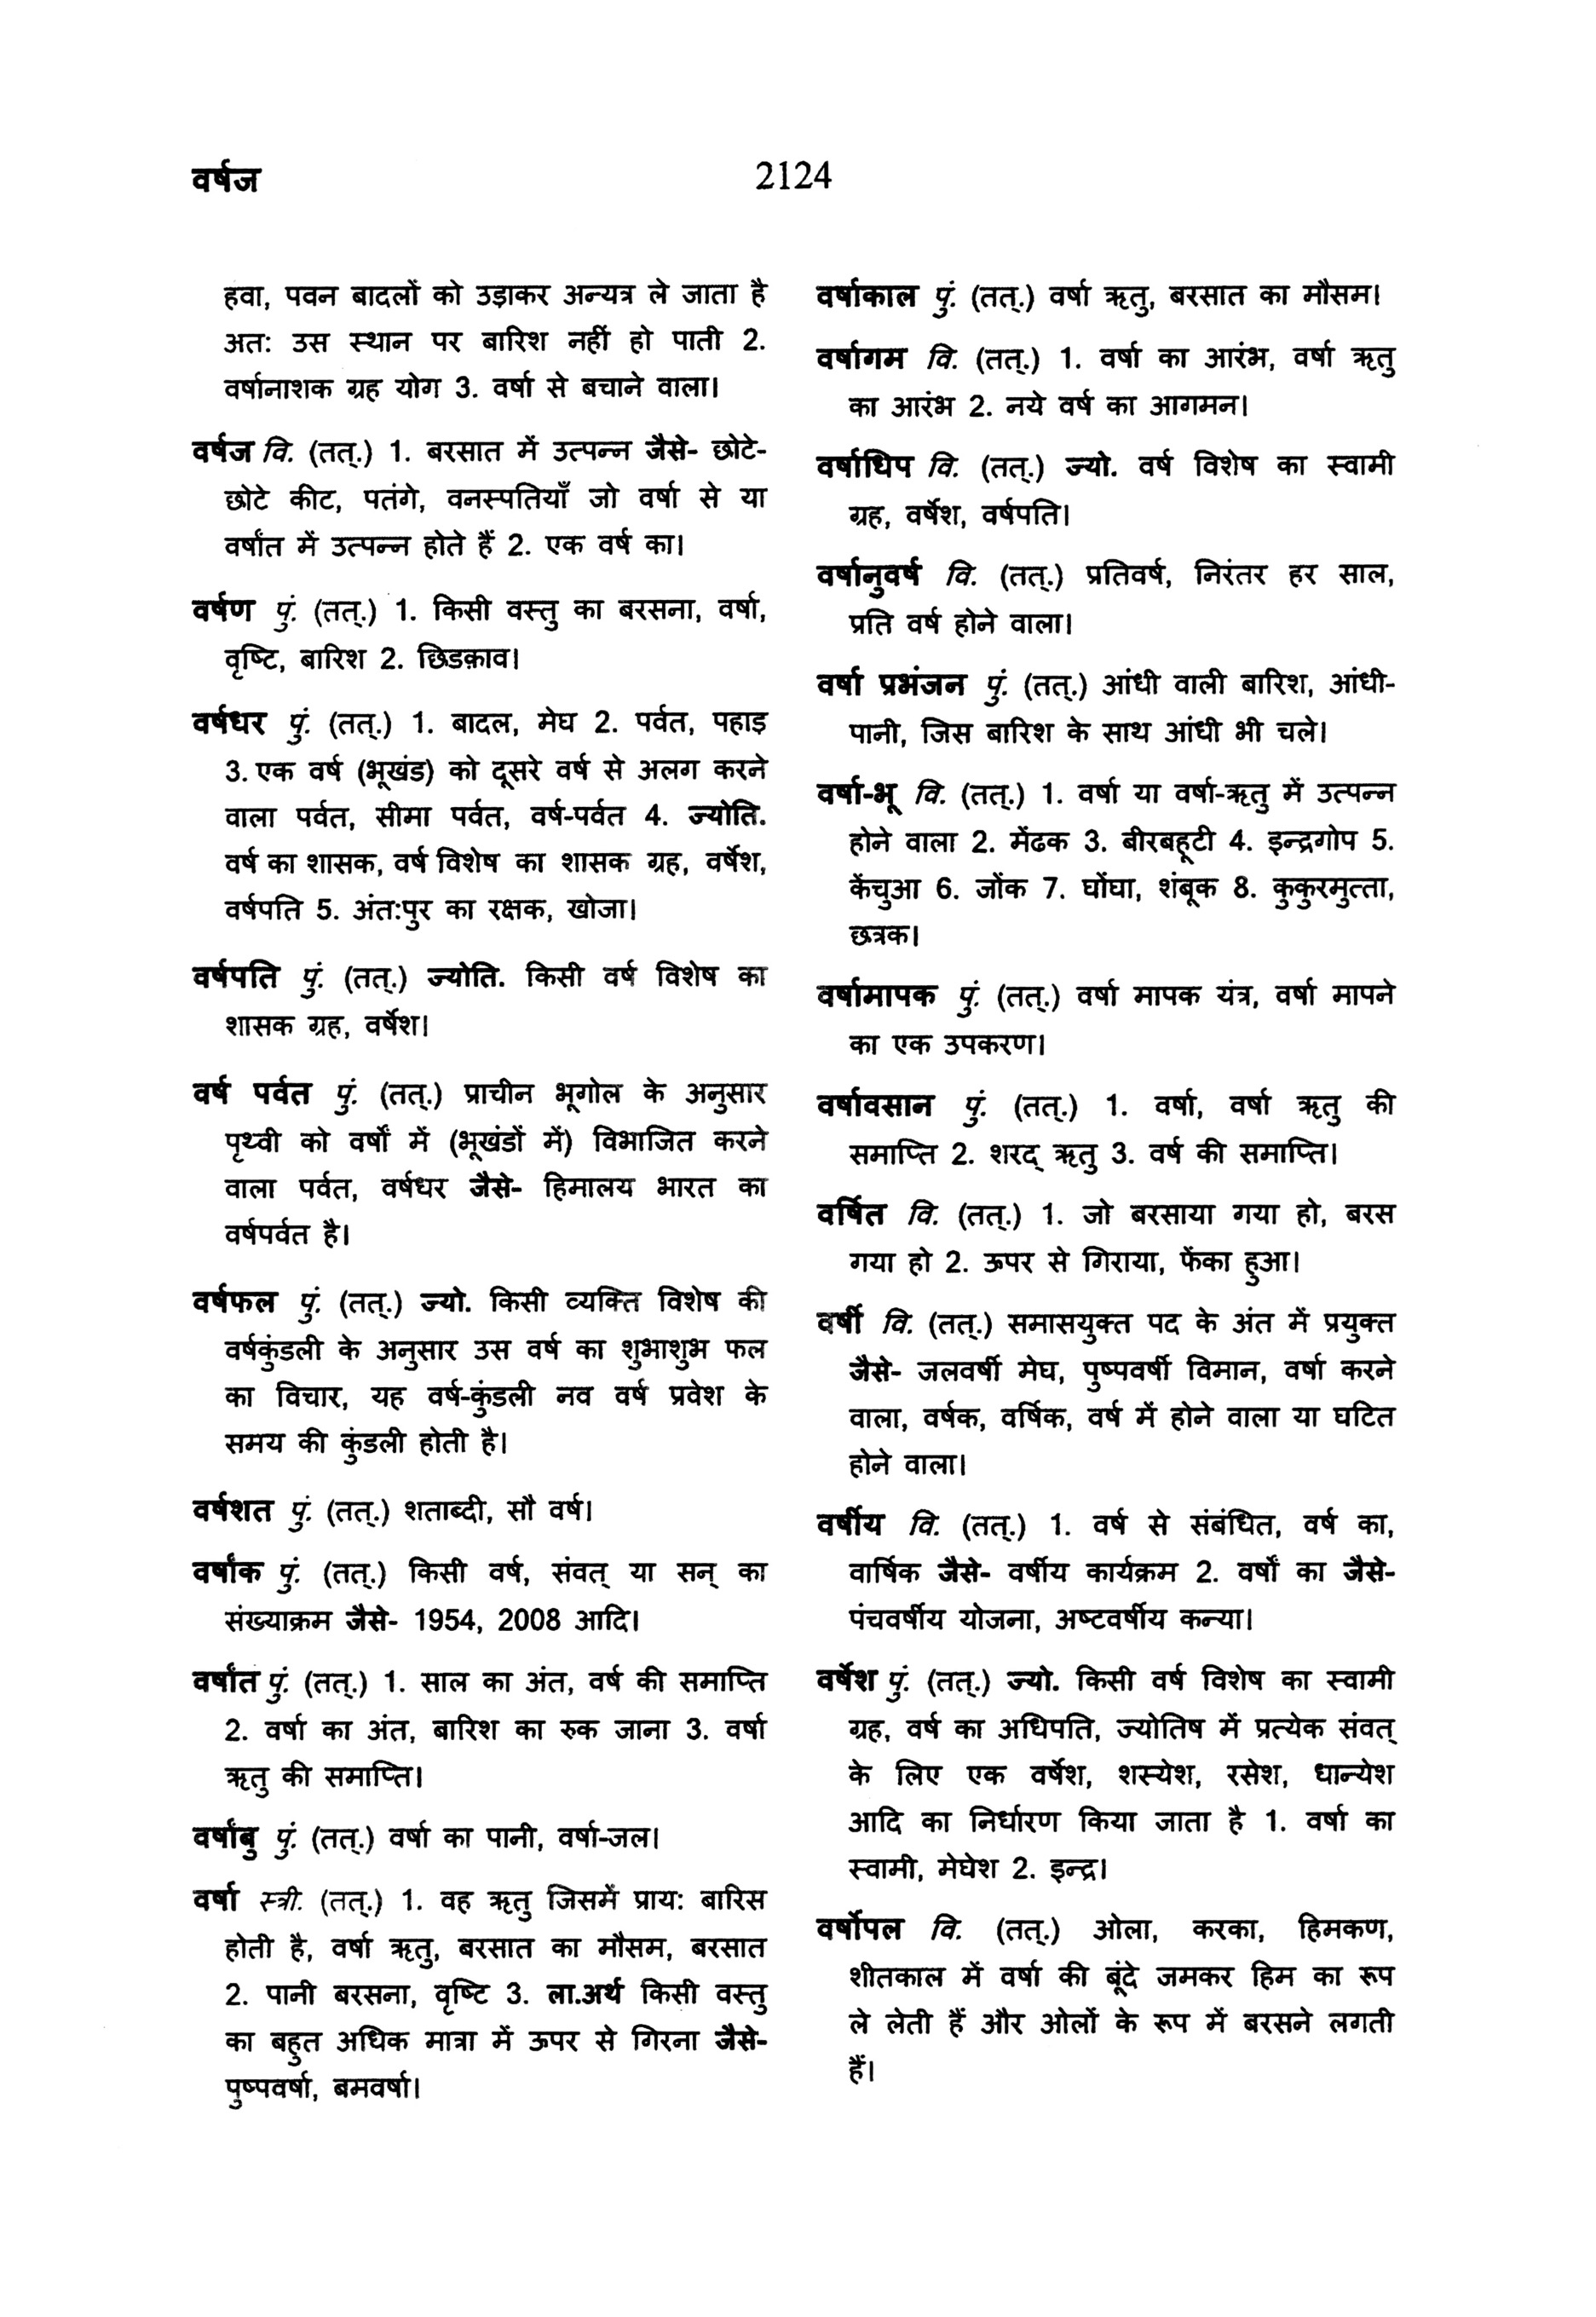 वर्षज
2124
हवा, पवन बादलों को उड़ाकर अन्यत्र ले जाता है
अत: उस स्थान पर बारिश नहीं हो पाती 2.
वर्षानाशक ग्रह योग 3. वर्षा से बचाने वाला।
वर्षज वि. (तत्.) 1. बरसात में उत्पन्न जैसे- छोटे-
छोटे कीट, पतंगे, वनस्पतियाँ जो वर्षा से या
वर्षांत में उत्पन्न होते हैं 2. एक वर्ष का।
वर्षण पुं. (तत्.) 1. किसी वस्तु का बरसना, वर्षा,
वृष्टि, बारिश 2. छिडक़ाव।
वर्षधर पुं. (तत्.) 1. बादल, मेघ 2. पर्वत, पहाड़
3. एक वर्ष (भूखंड) को दूसरे वर्ष से अलग करने
वाला पर्वत, सीमा पर्वत, वर्ष-पर्वत 4. ज्योति.
वर्ष का शासक, वर्ष विशेष का शासक ग्रह, वर्षेश,
वर्षपति 5. अंत:पुर का रक्षक, खोजा।
वर्षपति पुं. (तत्.) ज्योति. किसी वर्ष विशेष का
शासक ग्रह, वर्षेश।
वर्ष पर्वत पुं. (तत्.) प्राचीन भूगोल के अनुसार
पृथ्वी को वर्षों में (भूखंडों में) विभाजित करने
वाला पर्वत, वर्षधर जैसे- हिमालय भारत का
वर्षपर्वत है।
वर्षफल पुं. (तत्.) ज्यो. किसी व्यक्ति विशेष की
वर्षकुंडली के अनुसार उस वर्ष का शुभाशुभ फल
का विचार, यह वर्ष-कुंडली नव वर्ष प्रवेश के
समय की कुंडली होती है।
वर्षशत पुं. (तत्.) शताब्दी, सौ वर्ष।
वर्षांक पुं. (तत्.) किसी वर्ष, संवत् या सन् का
संख्याक्रम जैसे- 1954, 2008 आदि।
वर्षांत पुं. (तत्.) 1. साल का अंत, वर्ष की समाप्ति
2. वर्षा का अंत, बारिश का रुक जाना 3. वर्षा
ऋतु की समाप्ति।
वर्षांबु पुं. (तत्.) वर्षा का पानी, वर्षा-जल।
वर्षा स्त्री. (तत्.) 1. वह ऋतु जिसमें प्राय: बारिस
होती है, वर्षा ऋतु, बरसात का मौसम, बरसात
2. पानी बरसना, वृष्टि 3. ला.अर्थ किसी वस्तु
का बहुत अधिक मात्रा में ऊपर से गिरना जैसे-
पुष्पवर्षा, बमवर्षा।
वर्षाकाल पुं. (तत्.) वर्षा ऋतु, बरसात का मौसम।
वर्षागम वि. (तत्.) 1. वर्षा का आरंभ, वर्षा ऋतु
का आरंभ 2. नये वर्ष का आगमन।
वर्षाधिप वि. (तत्.) ज्यो. वर्ष विशेष का स्वामी
ग्रह, वर्षेश, वर्षपति।
वर्षानुवर्ष वि. (तत्.) प्रतिवर्ष, निरंतर हर साल,
प्रति वर्ष होने वाला।
वर्षा प्रभंजन पुं. (तत्.) आंधी वाली बारिश, आंधी-
पानी, जिस बारिश के साथ आंधी भी चले।
वर्षा-भू वि. (तत्.) 1. वर्षा या वर्षा-ऋतु में उत्पन्न
होने वाला 2. मेंढक 3. बीरबहूटी 4. इन्द्रगोप 5.
केंचुआ 6. जोंक 7. घोंघा, शंबूक 8. कुकुरमुत्ता,
छत्रक।
वर्षामापक पुं. (तत्.) वर्षा मापक यंत्र, वर्षा मापने
का एक उपकरण।
वर्षावसान पुं. (तत्.) 1. वर्षा, वर्षा ऋतु की
समाप्ति 2. शरद् ऋतु 3. वर्ष की समाप्ति।
वर्षित वि. (तत्.) 1. जो बरसाया गया हो, बरस
गया हो 2. ऊपर से गिराया, फेंका हुआ।
वर्षी वि. (तत्.) समासयुक्त पद के अंत में प्रयुक्त
जैसे- जलवर्षी मेघ, पुष्पवर्षी विमान, वर्षा करने
वाला, वर्षक, वर्षिक, वर्ष में होने वाला या घटित
होने वाला।
वर्षीय वि. (तत्.) 1. वर्ष से संबंधित, वर्ष का,
वार्षिक जैसे- वर्षीय कार्यक्रम 2. वर्षों का जैसे-
पंचवर्षीय योजना, अष्टवर्षीय कन्या।
वर्षेश पुं. (तत्.) ज्यो. किसी वर्ष विशेष का स्वामी
ग्रह, वर्ष का अधिपति, ज्योतिष में प्रत्येक संवत्
के लिए एक वर्षेश, शस्येश, रसेश, धान्येश
आदि का निर्धारण किया जाता है 1. वर्षा का
स्वामी, मेघेश 2. इन्द्र।
वर्षोपल वि. (तत्.) ओला, करका, हिमकण,
शीतकाल में वर्षा की बूंदे जमकर हिम का रूप
ले लेती हैं और ओलों के रूप में बरसने लगती
हैं।